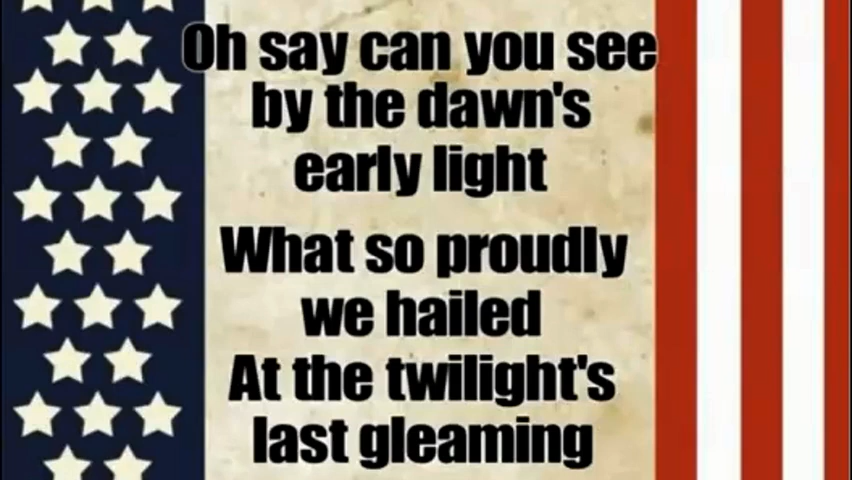 Oh say can you see
by the dawn's
early light
What so proudly
we hailed
At the twilight's
last gleaming